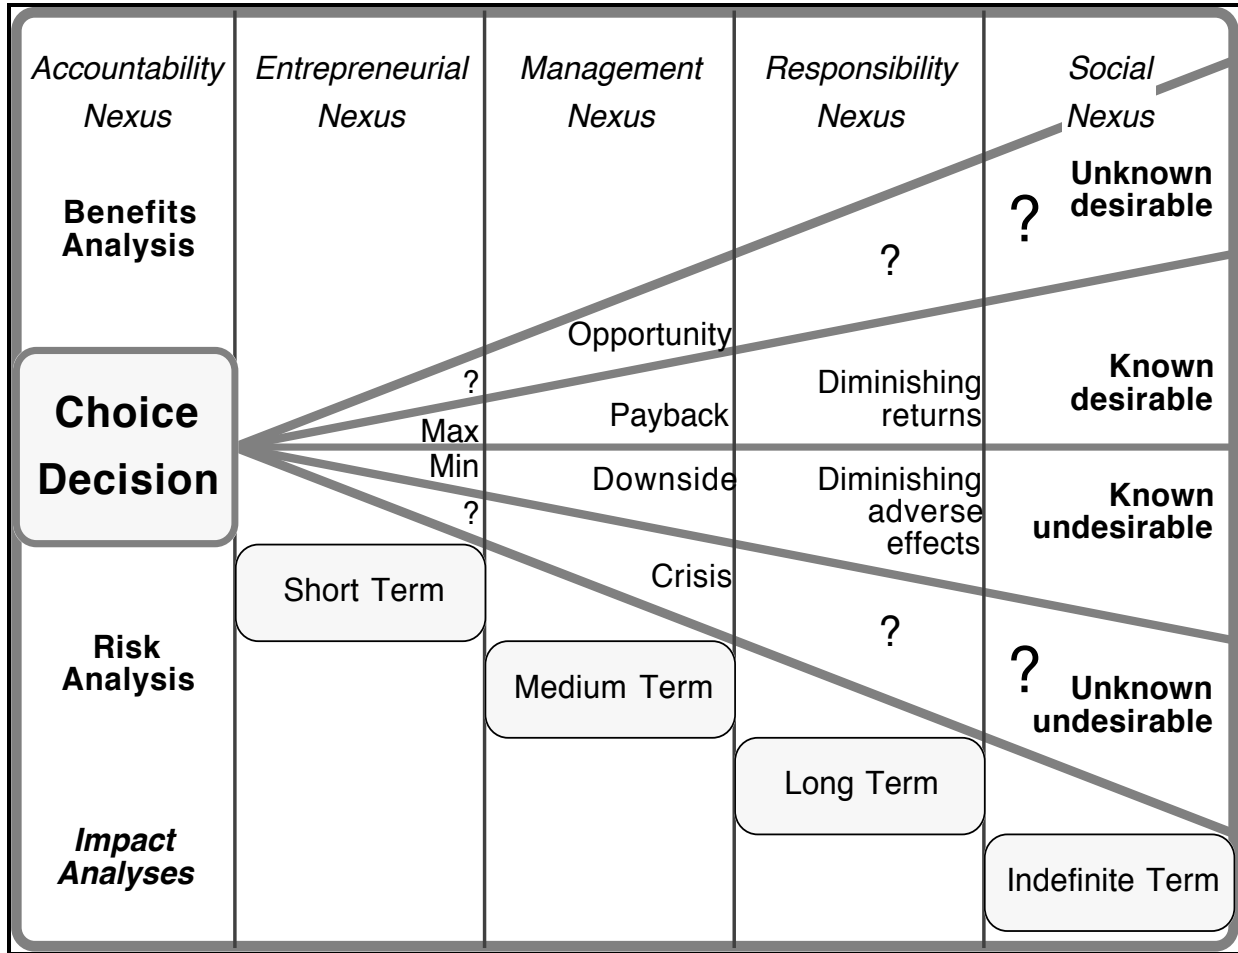 Accountability
Nexus
Entrepreneurial
Nexus
Management
Nexus
Responsibility
Nexus
Social
Nexus
Benefits
Analysis
Choice
Decision
Risk
Analysis
Impact
Analyses
?
Max
Min
?
Short Term
Opportunity
Payback
Downside
Crisis
Medium Term
?
Diminishing
returns
Diminishing
adverse
effects
?
Long Term
?
Unknown
desirable
Known
desirable
Known
undesirable
?
Unknown
undesirable
Indefinite Term